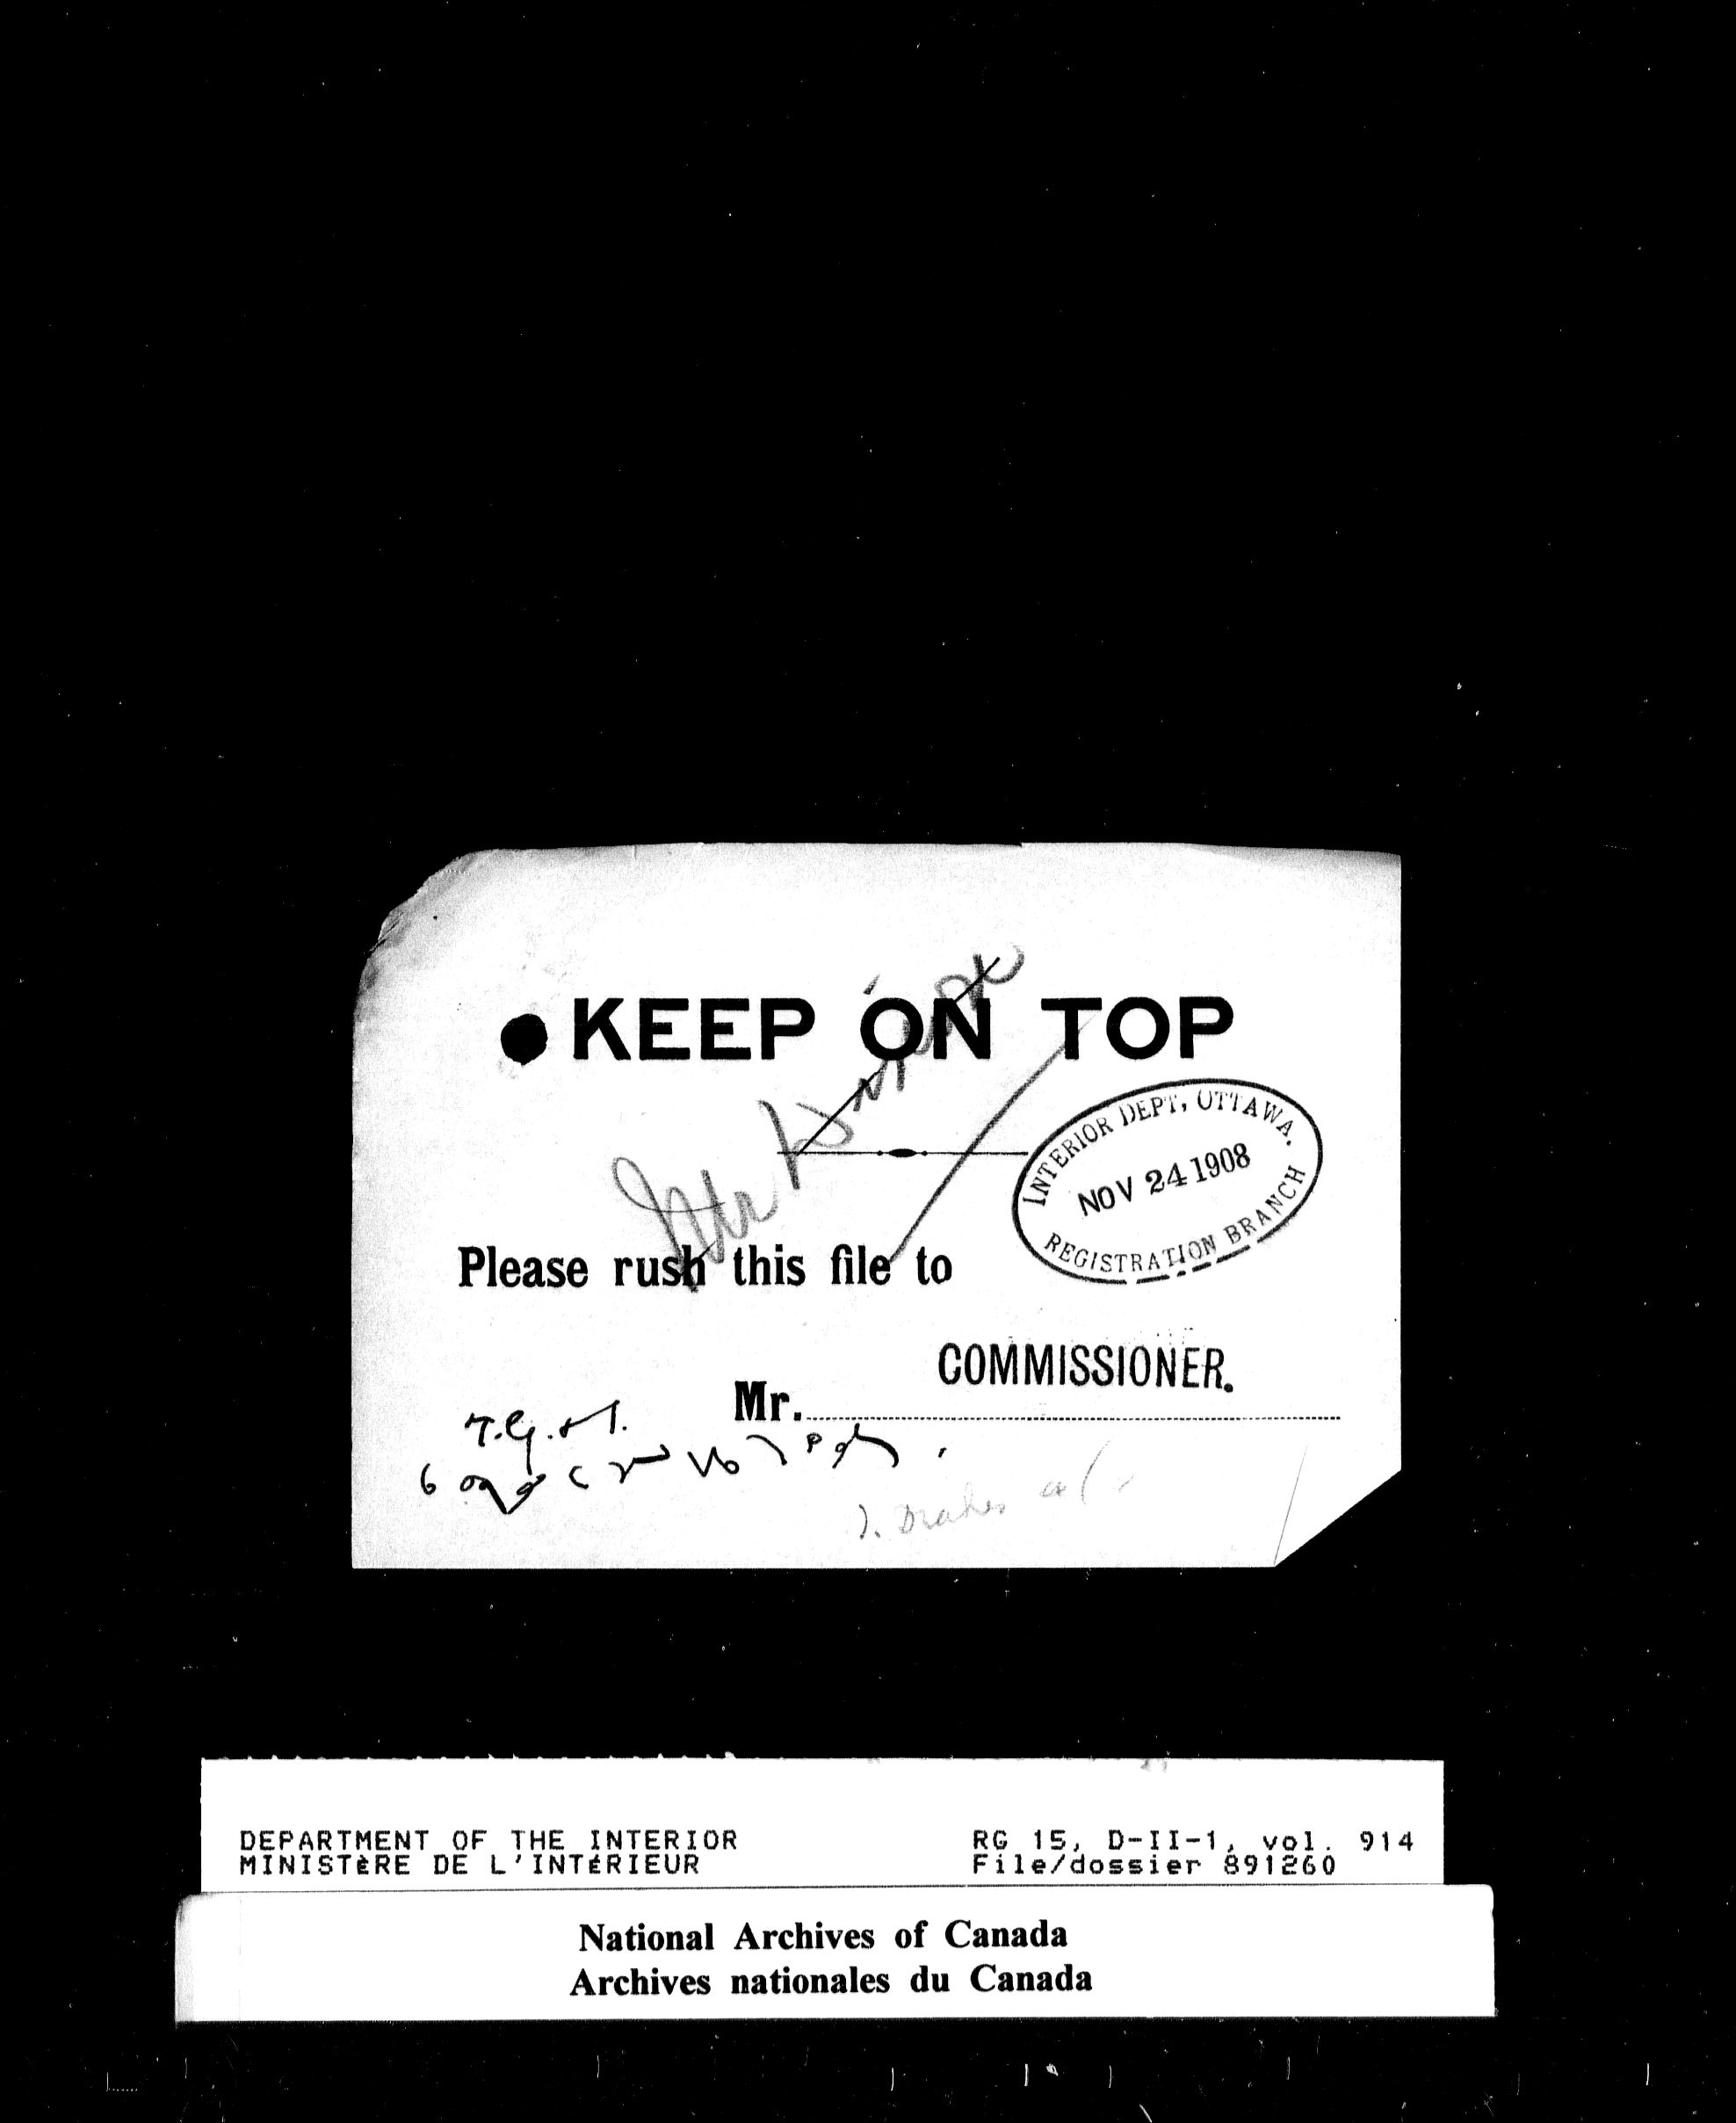 KEEP ON TOP
INTERIOR DEPT, OTTAWA.
NOV 24 1908
REGISTRATION BRANCH
Please rush this file to
COMMISSIONER.
Mr.
DEPARTMENT OF THE INTERIOR
MINISTÈRE DE L'INTÉRIEUR
RG 15, D-II-1, vol. 914
File/dossier 891260
National Archives of Canada
Archives nationales du Canada